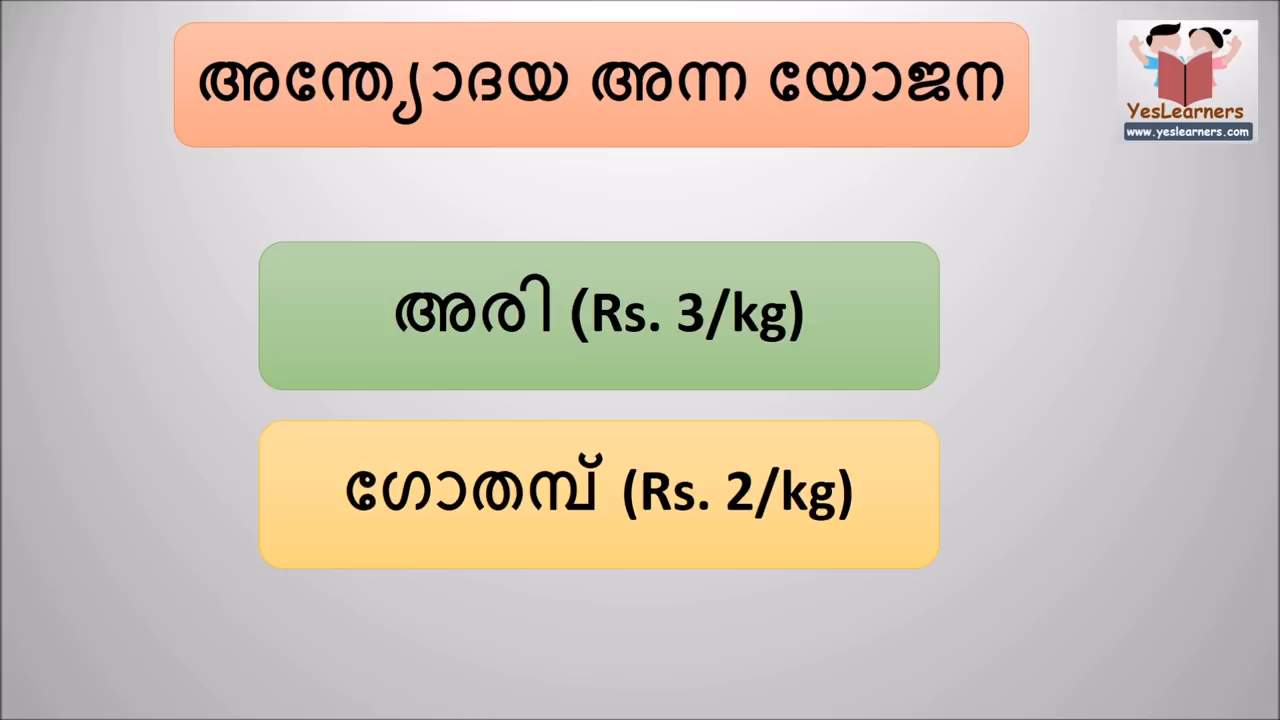 അന്ത്യോദയ അന്ന യോജന
YesLearners
www.yeslearners.com
അരി (Rs. 3/kg)
ഗോതമ്പ് (Rs. 2/kg)